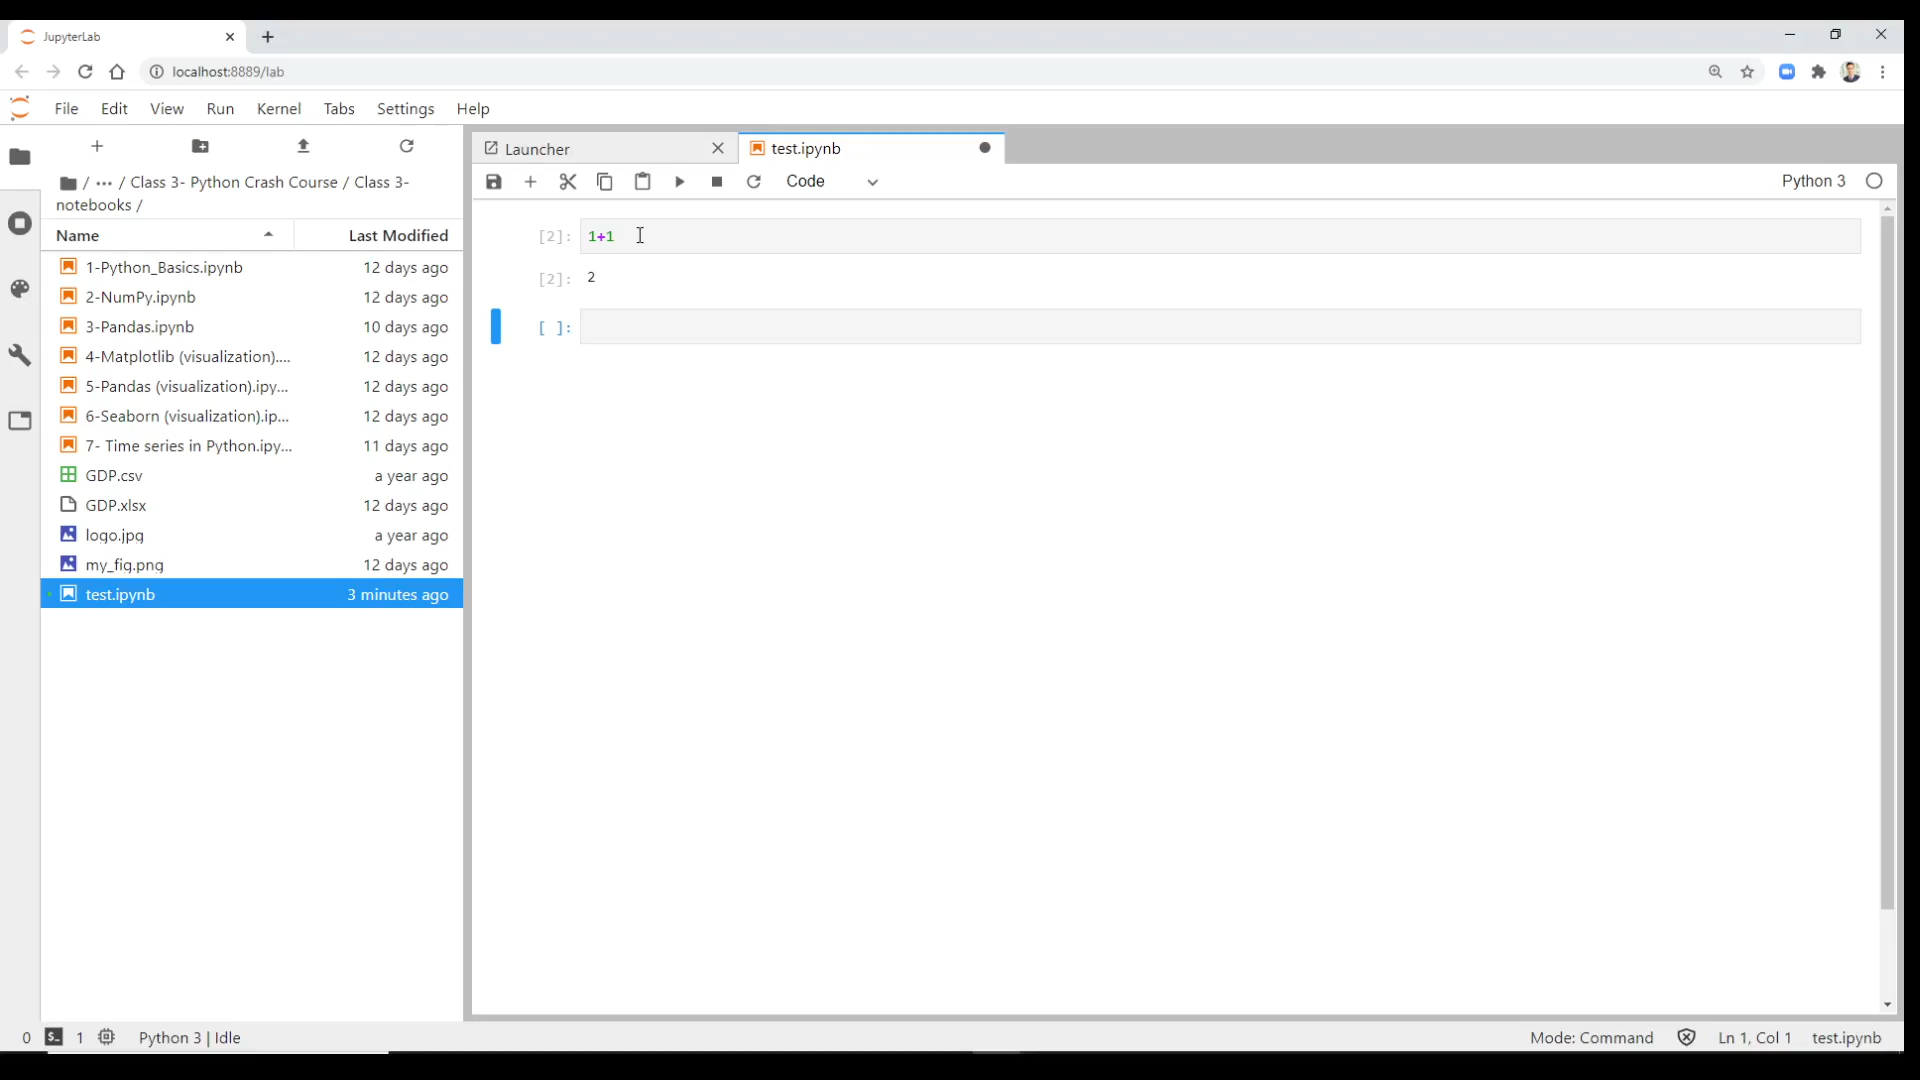 JupyterLab
localhost:8889/lab
File Edit View Run Kernel Tabs Settings Help
/ ··· / Class 3- Python Crash Course / Class 3-
notebooks /
Name Last Modified
1-Python_Basics.ipynb 12 days ago
2-NumPy.ipynb 12 days ago
3-Pandas.ipynb 10 days ago
4-Matplotlib (visualization).... 12 days ago
5-Pandas (visualization).ipy... 12 days ago
6-Seaborn (visualization).ip... 12 days ago
7- Time series in Python.ipy... 11 days ago
GDP.csv a year ago
GDP.xlsx 12 days ago
logo.jpg a year ago
my_fig.png 12 days ago
test.ipynb 3 minutes ago
Launcher test.ipynb
Code Python 3
[2]: 1+1
[2]: 2
[ ]:
0 1 Python 3 | Idle Mode: Command Ln 1, Col 1 test.ipynb